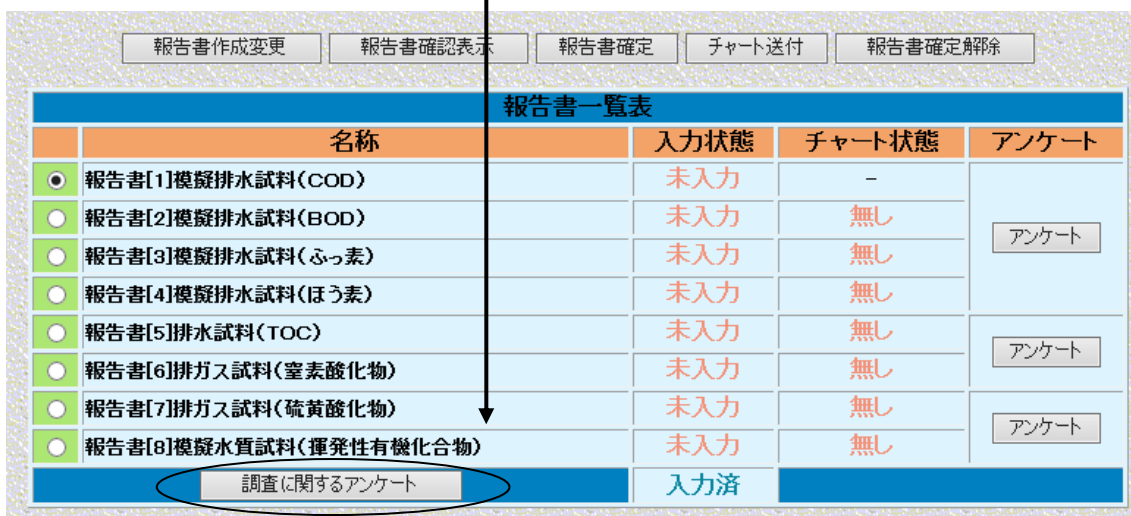 報告書作成変更 報告書確認表示 報告書確定 チャート送付 報告書確定解除
報告書一覧表
名称 入力状態 チャート状態 アンケート
報告書[1]模擬排水試料(COD) 未入力 −
報告書[2]模擬排水試料(BOD) 未入力 無し
アンケート
報告書[3]模擬排水試料(ふっ素) 未入力 無し
報告書[4]模擬排水試料(ほう素) 未入力 無し
報告書[5]排水試料(TOC) 未入力 無し
アンケート
報告書[6]排ガス試料(窒素酸化物) 未入力 無し
報告書[7]排ガス試料(硫黄酸化物) 未入力 無し
アンケート
報告書[8]模擬水質試料(揮発性有機化合物) 未入力 無し
調査に関するアンケート 入力済